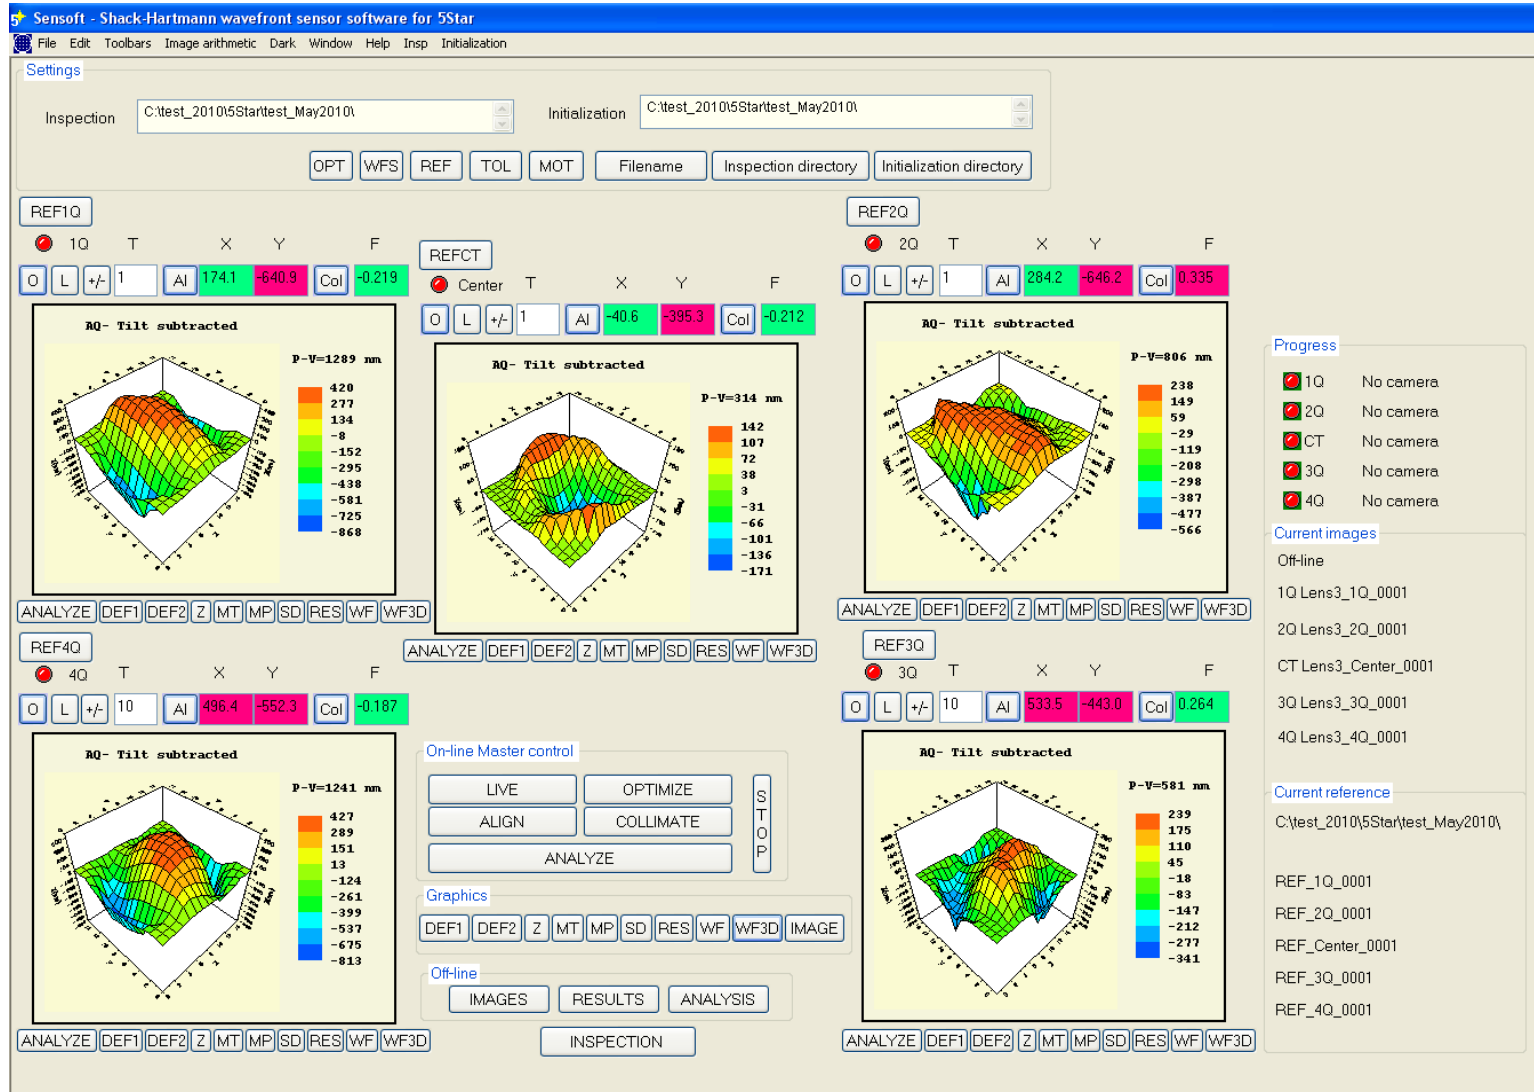 Sensoft - Shack-Hartmann wavefront sensor software for 5Star
File Edit Toolbars Image arithmetic Dark Window Help Insp Initialization
Settings
Inspection C:\test_2010\5Star\test_May2010\ Initialization C:\test_2010\5Star\test_May2010\
OPT WFS REF TOL MOT Filename Inspection directory Initialization directory
REF1Q
1Q T X Y F
O L +/- 1 Al 174.1 -640.9 Col -0.219
AQ- Tilt subtracted
P-V=1289 nm
420
277
134
-8
-152
-295
-438
-581
-725
-868
ANALYZE DEF1 DEF2 Z MT MP SD RES WF WF3D
REFCT
Center T X Y F
O L +/- 1 Al -40.6 -395.3 Col -0.212
AQ- Tilt subtracted
P-V=314 nm
142
107
72
38
3
-31
-66
-101
-136
-171
ANALYZE DEF1 DEF2 Z MT MP SD RES WF WF3D
REF2Q
2Q T X Y F
O L +/- 1 Al 284.2 -646.2 Col 0.335
AQ- Tilt subtracted
P-V=806 nm
238
149
59
-29
-119
-208
-298
-387
-477
-566
ANALYZE DEF1 DEF2 Z MT MP SD RES WF WF3D
REF4Q
4Q T X Y F
O L +/- 10 Al 496.4 -552.3 Col -0.187
AQ- Tilt subtracted
P-V=1241 nm
427
289
151
13
-124
-261
-399
-537
-675
-813
ANALYZE DEF1 DEF2 Z MT MP SD RES WF WF3D
On-line Master control
LIVE OPTIMIZE
ALIGN COLLIMATE
ANALYZE
STOP
Graphics
DEF1 DEF2 Z MT MP SD RES WF WF3D IMAGE
Off-line
IMAGES RESULTS ANALYSIS
INSPECTION
REF3Q
3Q T X Y F
O L +/- 10 Al 533.5 -443.0 Col 0.264
AQ- Tilt subtracted
P-V=581 nm
239
175
110
45
-18
-83
-147
-212
-277
-341
ANALYZE DEF1 DEF2 Z MT MP SD RES WF WF3D
Progress
1Q No camera
2Q No camera
CT No camera
3Q No camera
4Q No camera
Current images
Off-line
1Q Lens3_1Q_0001
2Q Lens3_2Q_0001
CT Lens3_Center_0001
3Q Lens3_3Q_0001
4Q Lens3_4Q_0001
Current reference
C:\test_2010\5Star\test_May2010\
REF_1Q_0001
REF_2Q_0001
REF_Center_0001
REF_3Q_0001
REF_4Q_0001